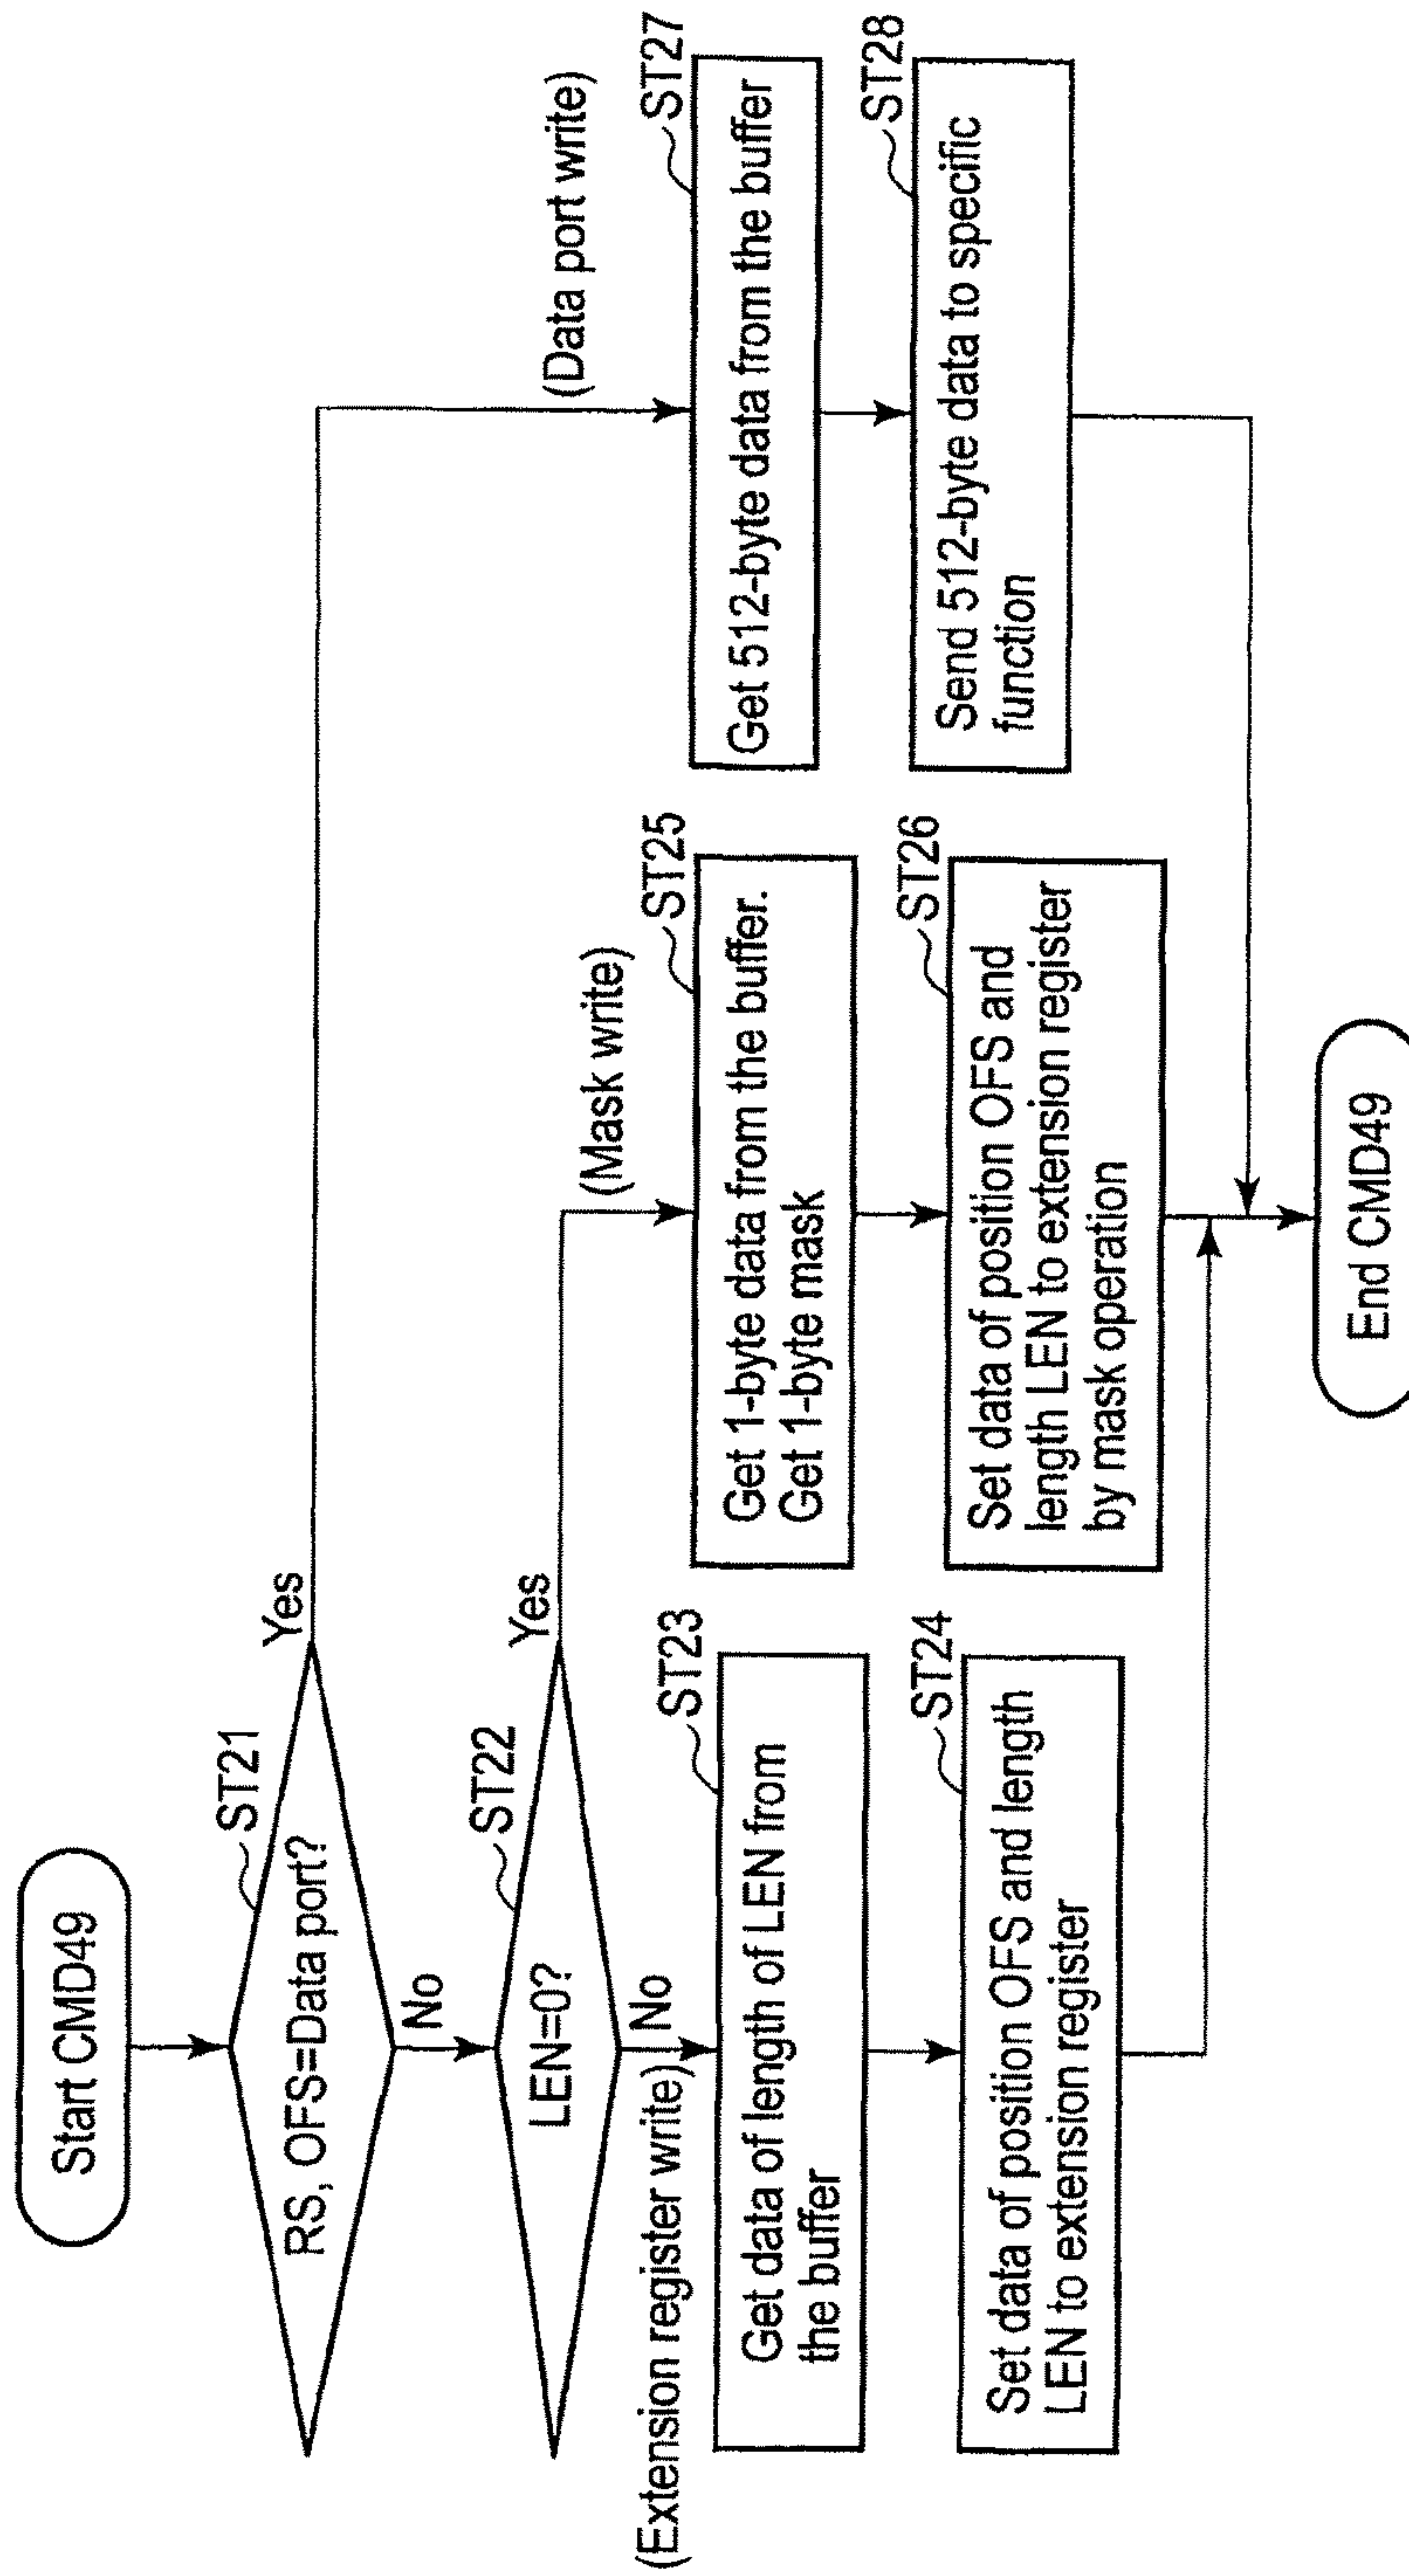 Start CMD49
ST21
RS, OFS=Data port?
Yes
No
ST22
LEN=0?
Yes
No
(Extension register write)
ST23
Get data of length of LEN from
the buffer
ST24
Set data of position OFS and length
LEN to extension register
(Mask write)
ST25
Get 1-byte data from the buffer.
Get 1-byte mask
ST26
Set data of position OFS and
length LEN to extension register
by mask operation
(Data port write)
ST27
Get 512-byte data from the buffer
ST28
Send 512-byte data to specific
function
End CMD49